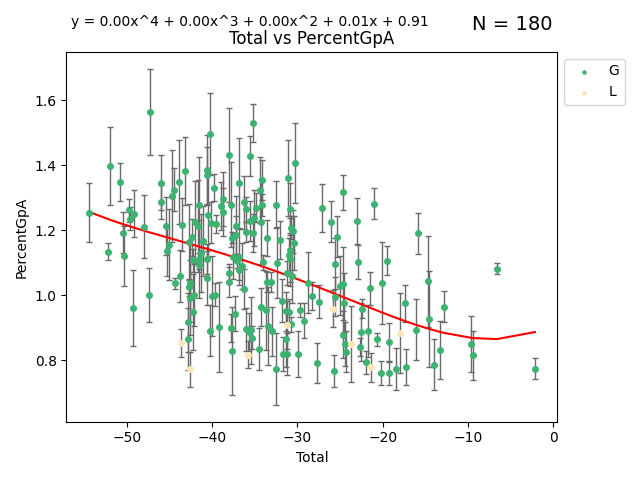 y = 0.00x^4 + 0.00x^3 + 0.00x^2 + 0.01x + 0.91
N = 180
Total vs PercentGpA
G
L
1.6
1.4
1.2
1.0
0.8
PercentGpA
−50
−40
−30
−20
−10
0
Total